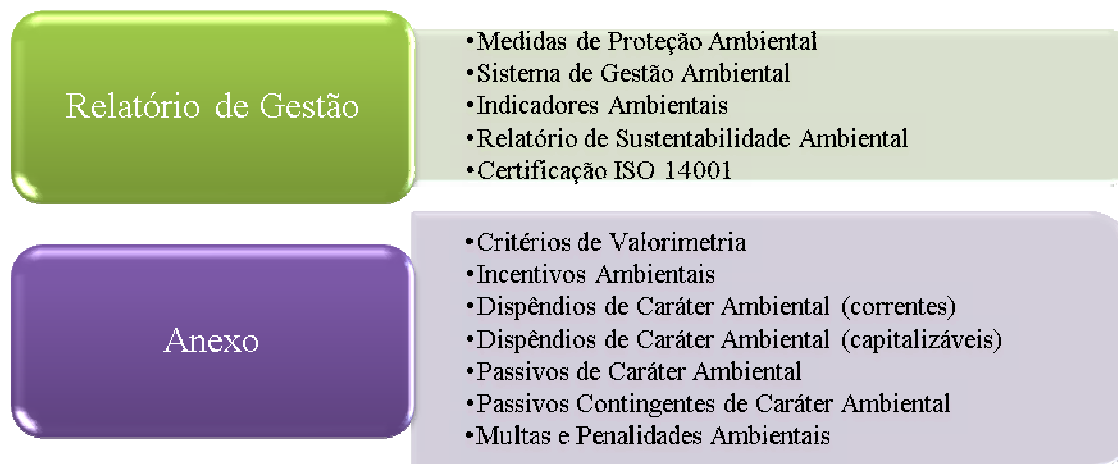 Relatório de Gestão
•Medidas de Proteção Ambiental
•Sistema de Gestão Ambiental
•Indicadores Ambientais
•Relatório de Sustentabilidade Ambiental
•Certificação ISO 14001
Anexo
•Critérios de Valorimetria
•Incentivos Ambientais
•Dispêndios de Caráter Ambiental (correntes)
•Dispêndios de Caráter Ambiental (capitalizáveis)
•Passivos de Caráter Ambiental
•Passivos Contingentes de Caráter Ambiental
•Multas e Penalidades Ambientais